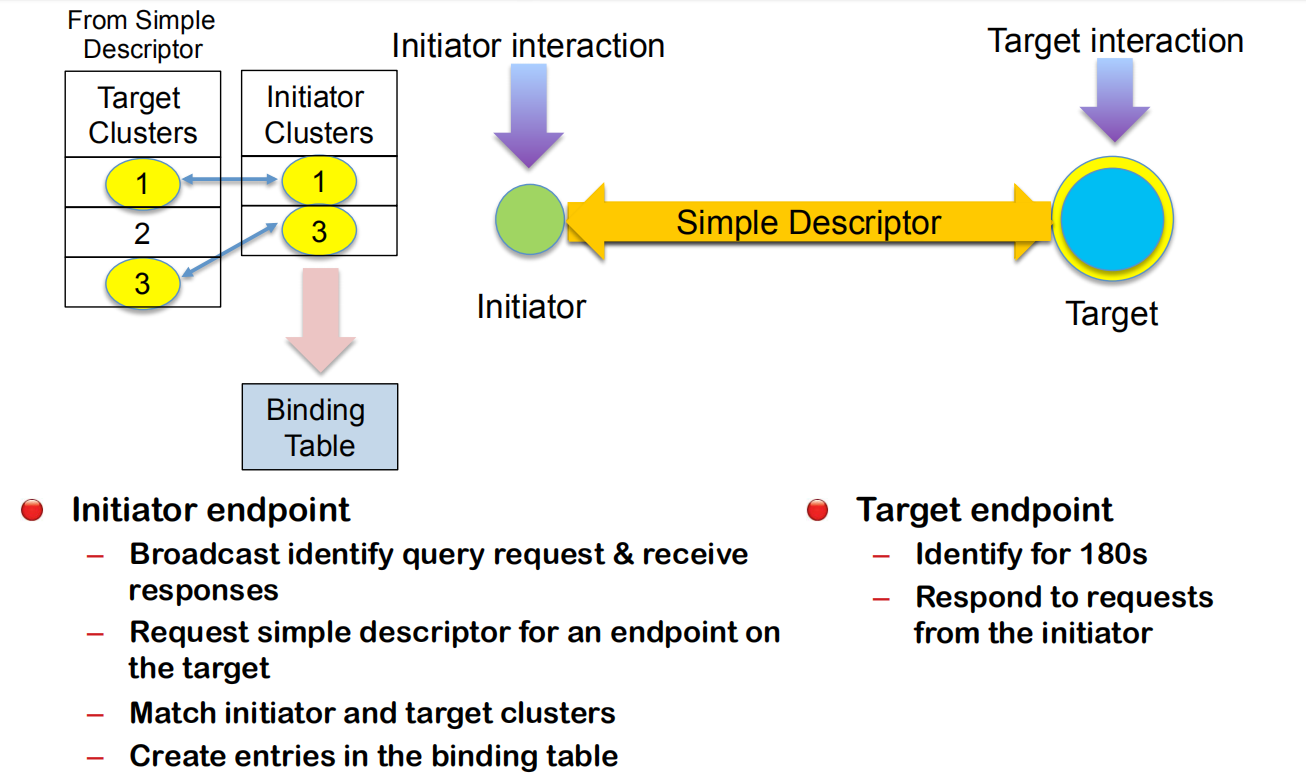 From Simple
Descriptor
Target
Clusters
1
2
3
Initiator
Clusters
1
3
Binding
Table
Initiator interaction
Target interaction
Simple Descriptor
Initiator
Target
Initiator endpoint
– Broadcast identify query request & receive
responses
– Request simple descriptor for an endpoint on
the target
– Match initiator and target clusters
– Create entries in the binding table
Target endpoint
– Identify for 180s
– Respond to requests
from the initiator